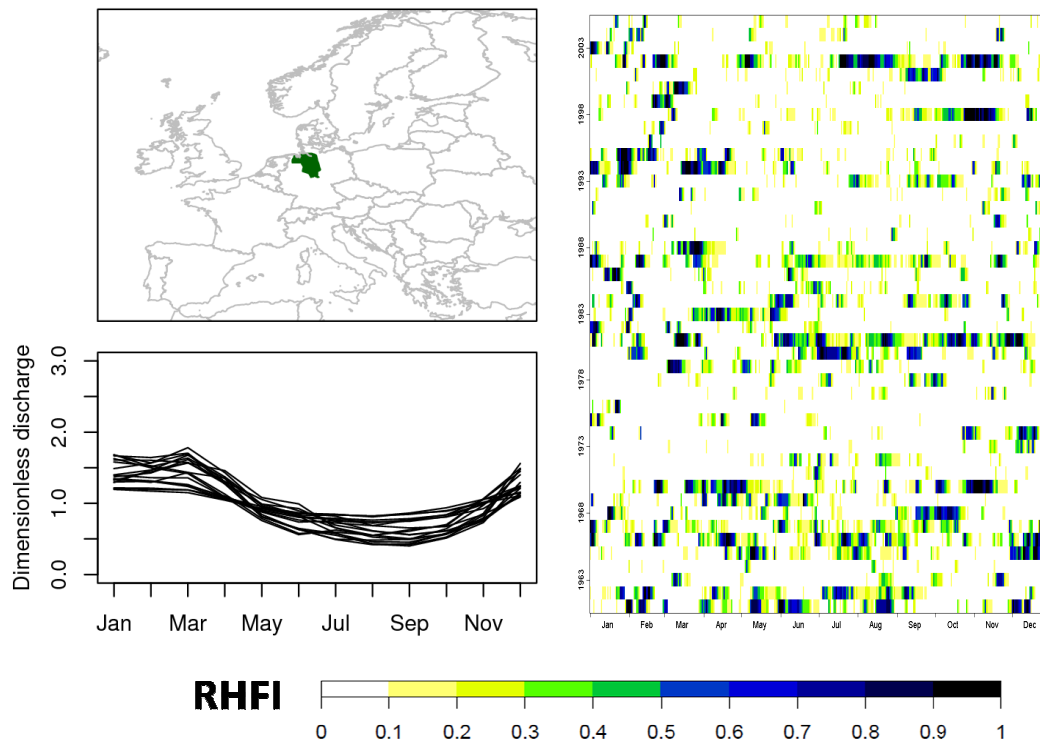 Dimensionless discharge
3.0
2.0
1.0
0.0
Jan Mar May Jul Sep Nov
2003
1998
1993
1988
1983
1978
1973
1968
1963
Jan Feb Mar Apr May Jun Jul Aug Sep Oct Nov Dec
RHFI
0 0.1 0.2 0.3 0.4 0.5 0.6 0.7 0.8 0.9 1